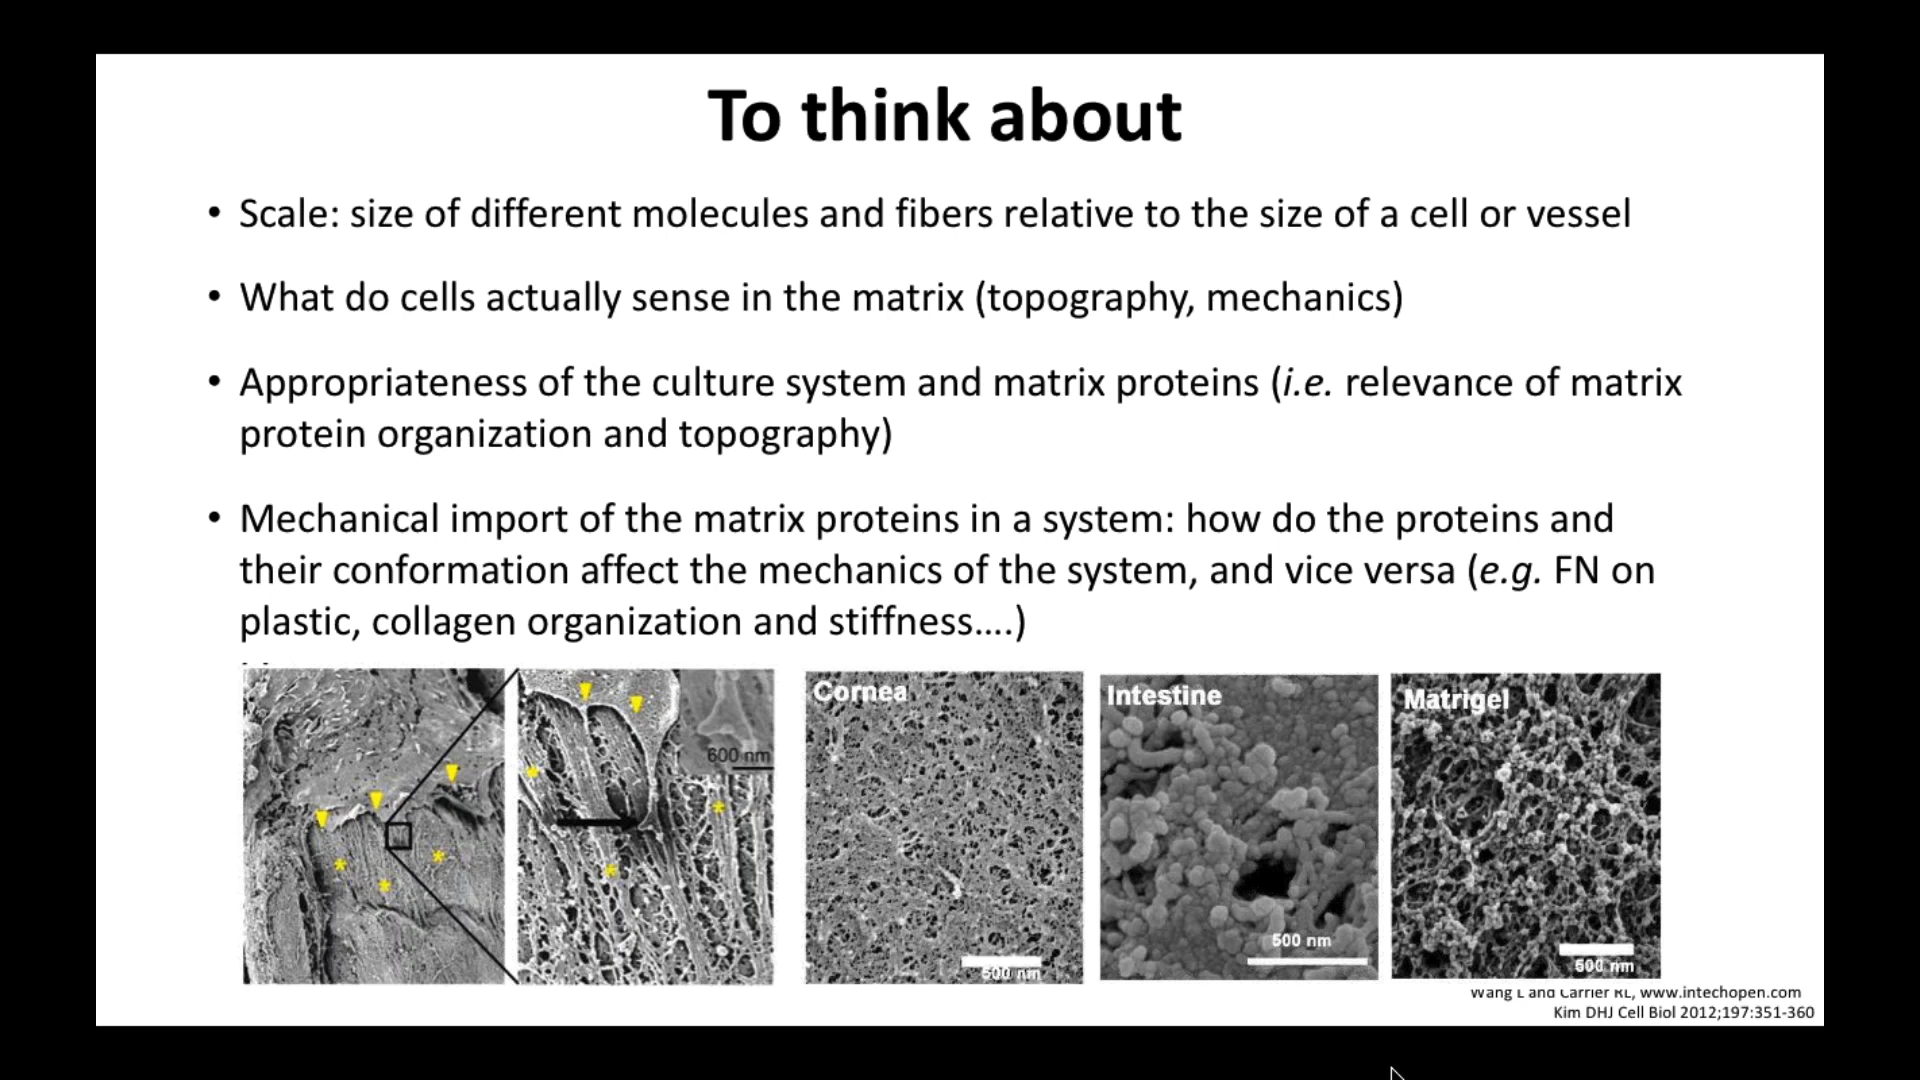 To think about
• Scale: size of different molecules and fibers relative to the size of a cell or vessel
• What do cells actually sense in the matrix (topography, mechanics)
• Appropriateness of the culture system and matrix proteins (i.e. relevance of matrix
protein organization and topography)
• Mechanical import of the matrix proteins in a system: how do the proteins and
their conformation affect the mechanics of the system, and vice versa (e.g. FN on
plastic, collagen organization and stiffness....)
600 nm
Cornea
500 nm
Intestine
500 nm
Matrigel
500 nm
Wang L and Carrier RL, www.intechopen.com
Kim DHJ Cell Biol 2012;197:351-360